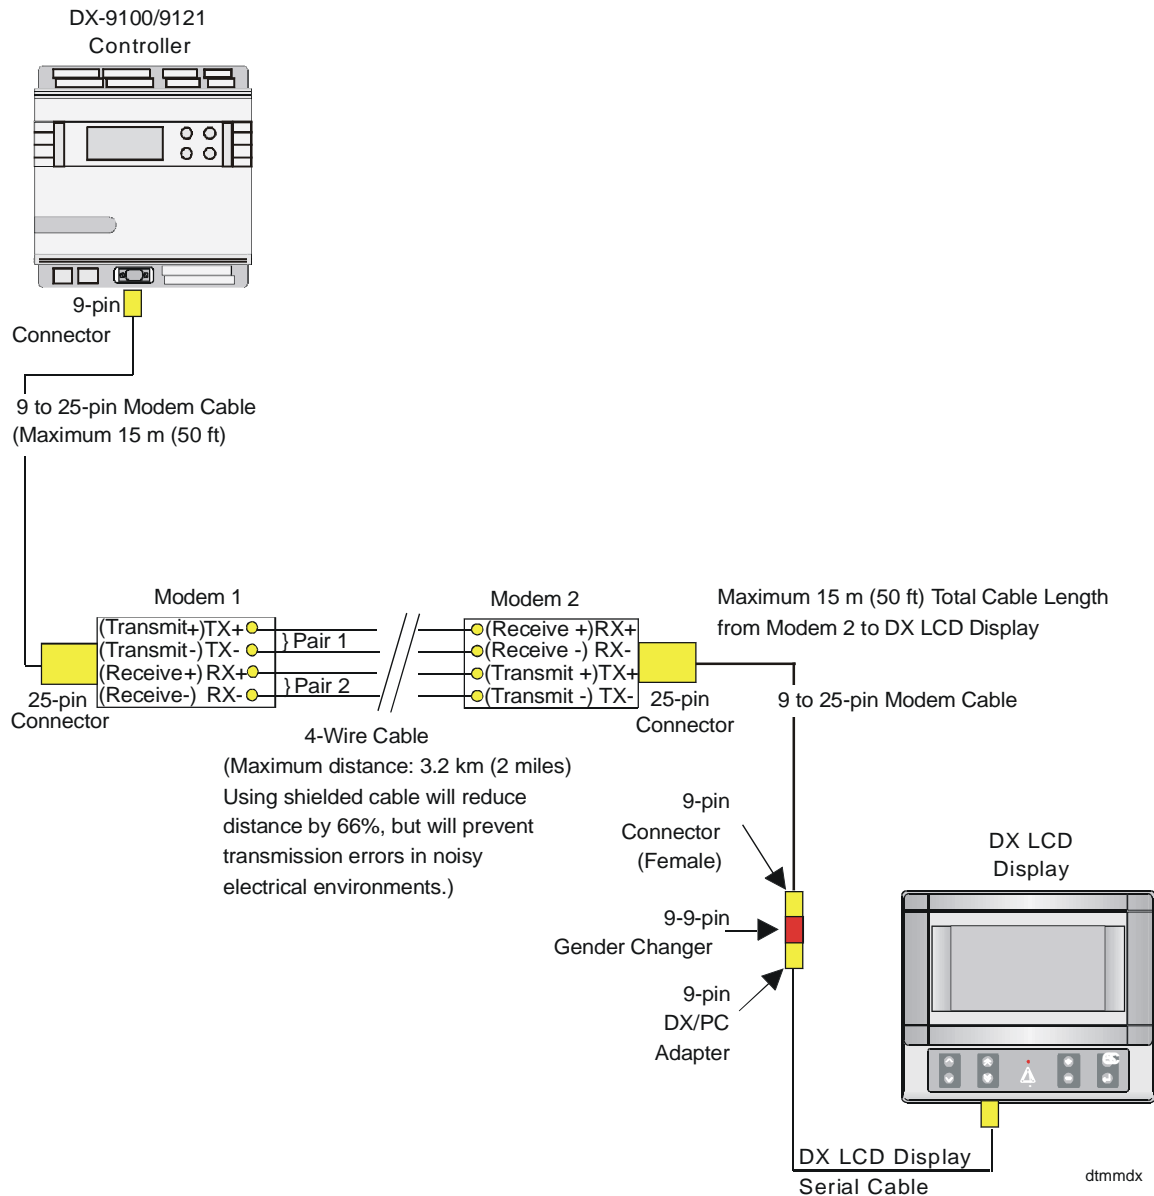 DX-9100/9121
Controller
9-pin
Connector
9 to 25-pin Modem Cable
(Maximum 15 m (50 ft)
Modem 1
(Transmit+)TX+
(Transmit-)TX-
(Receive+) RX+
(Receive-) RX-
25-pin
Connector
}Pair 1
}Pair 2
4-Wire Cable
(Maximum distance: 3.2 km (2 miles)
Using shielded cable will reduce
distance by 66%, but will prevent
transmission errors in noisy
electrical environments.)
Modem 2
(Receive +)RX+
(Receive -) RX-
(Transmit +)TX+
(Transmit -) TX-
25-pin
Connector
Maximum 15 m (50 ft) Total Cable Length
from Modem 2 to DX LCD Display
9 to 25-pin Modem Cable
9-pin
Connector
(Female)
9-9-pin
Gender Changer
9-pin
DX/PC
Adapter
DX LCD
Display
DX LCD Display
Serial Cable
dtmmdx